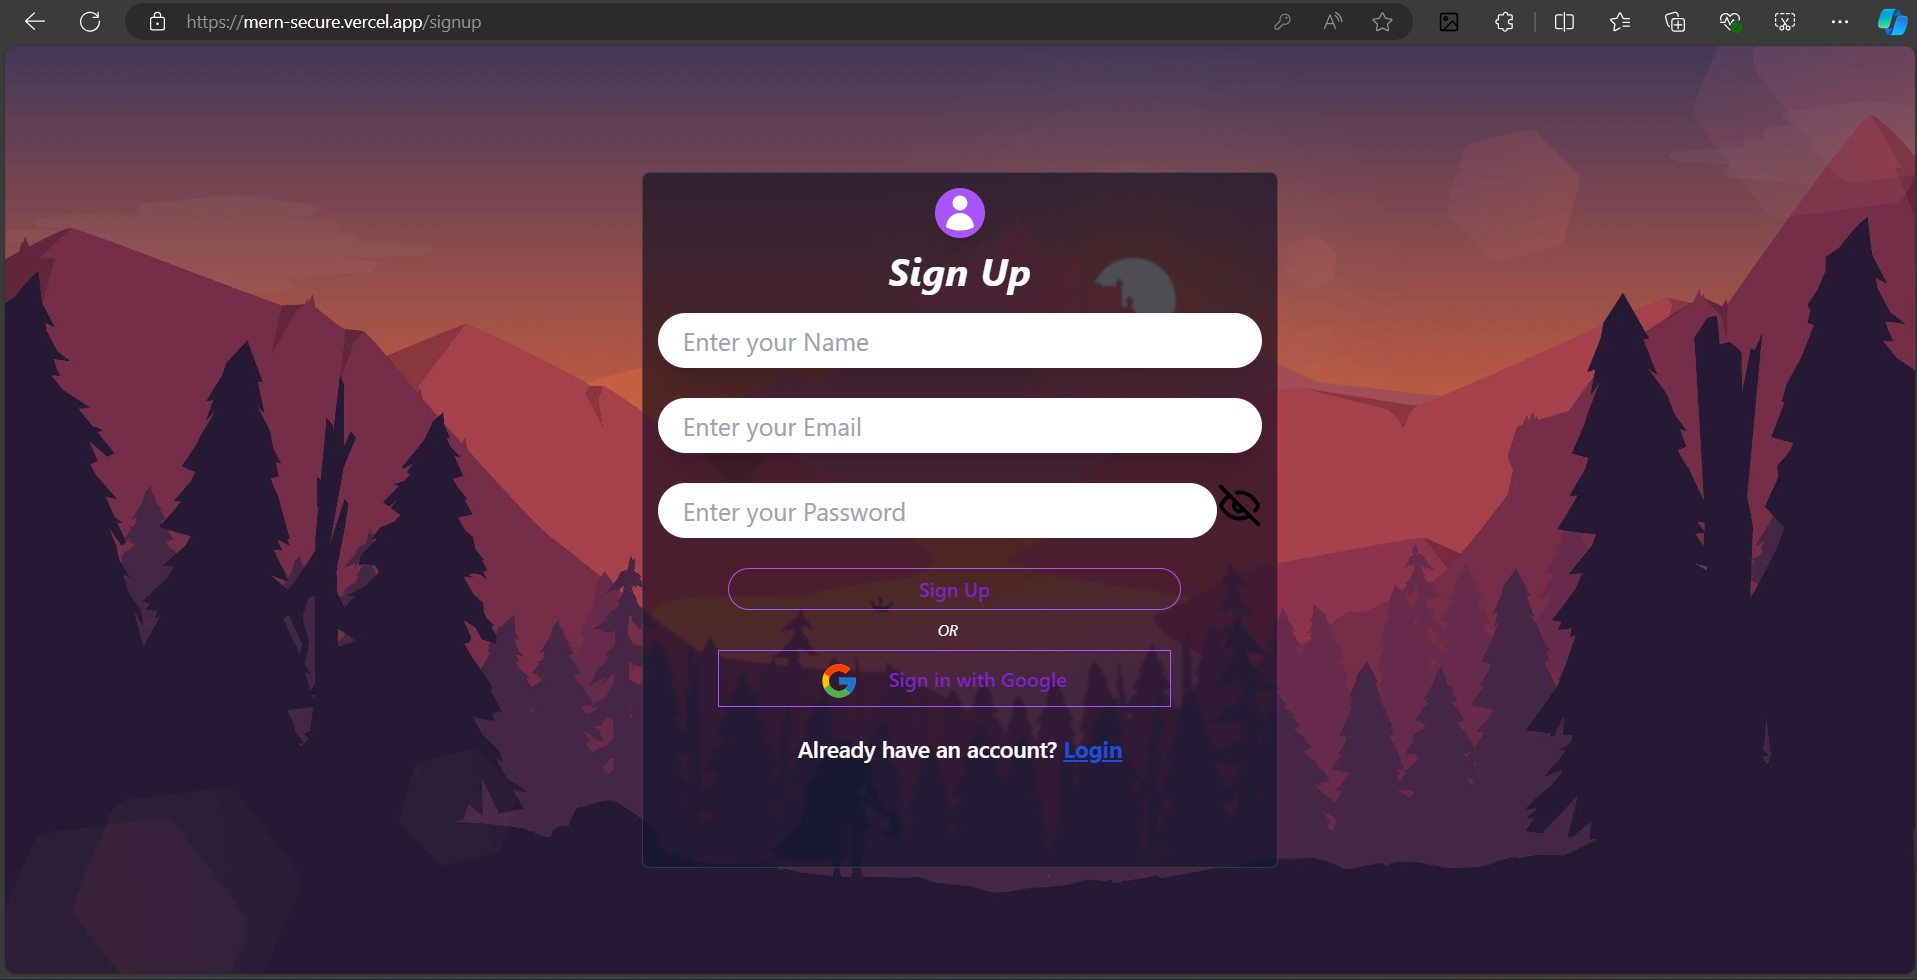 https://mern-secure.vercel.app/signup
Sign Up
Enter your Name
Enter your Email
Enter your Password
Sign Up
OR
Sign in with Google
Already have an account? Login